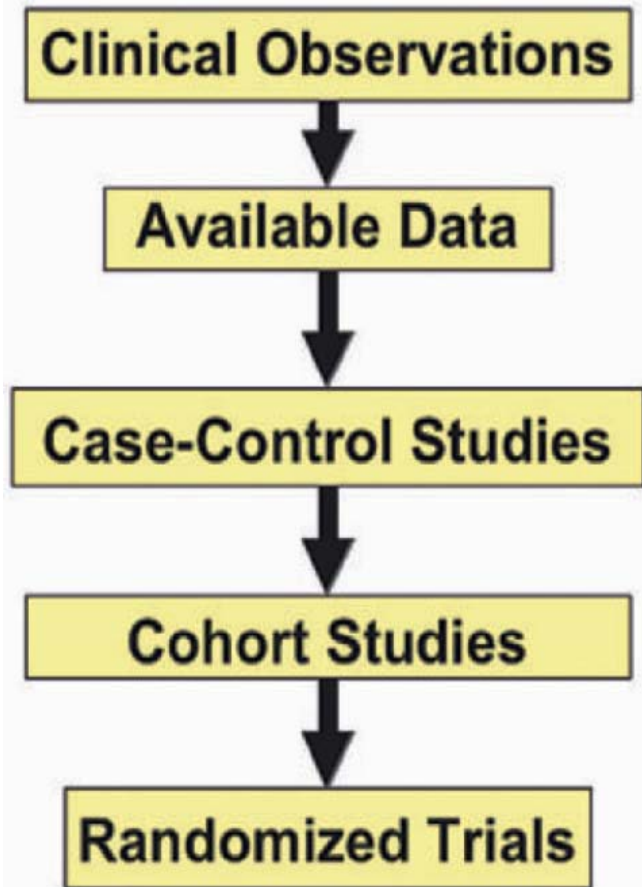 Clinical Observations
Available Data
Case-Control Studies
Cohort Studies
Randomized Trials